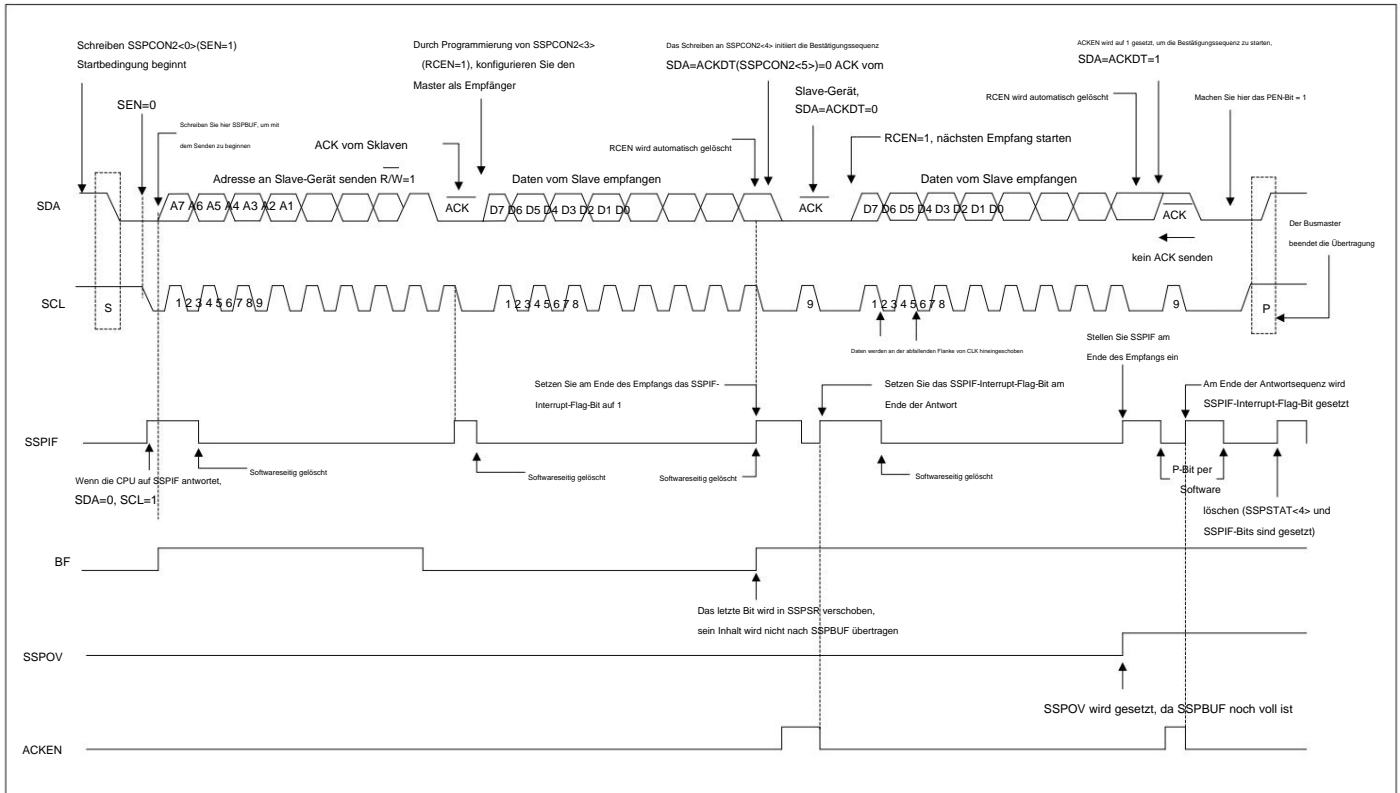 Schreiben SSPCON2<0>(SEN=1)
Startbedingung beginnt
SEN=0
Schreiben Sie hier SSPBUF, um mit
dem Senden zu beginnen
ACK vom Sklaven
Durch Programmierung von SSPCON2<3>
(RCEN=1), konfigurieren Sie den
Master als Empfänger
Das Schreiben an SSPCON2<4> initiiert die Bestätigungssequenz
SDA=ACKDT(SSPCON2<5>)=0 ACK vom
Slave-Gerät,
SDA=ACKDT=0
RCEN wird automatisch gelöscht
RCEN=1, nächsten Empfang starten
ACKEN wird auf 1 gesetzt, um die Bestätigungssequenz zu starten,
SDA=ACKDT=1
RCEN wird automatisch gelöscht
Machen Sie hier das PEN-Bit = 1
Adresse an Slave-Gerät senden R/W=1
Daten vom Slave empfangen
Daten vom Slave empfangen
SDA
A7 A6 A5 A4 A3 A2 A1
ACK
D7 D6 D5 D4 D3 D2 D1 D0
ACK
D7 D6 D5 D4 D3 D2 D1 D0
ACK
kein ACK senden
Der Busmaster
beendet die Übertragung
SCL
S
1 2 3 4 5 6 7 8 9
1 2 3 4 5 6 7 8
9
1 2 3 4 5 6 7 8
9
P
Daten werden an der abfallenden Flanke von CLK hineingeschoben
Stellen Sie SSPIF am
Ende des Empfangs ein
Setzen Sie am Ende des Empfangs das SSPIF-
Interrupt-Flag-Bit auf 1
Setzen Sie das SSPIF-Interrupt-Flag-Bit am
Ende der Antwort
Am Ende der Antwortsequenz wird
SSPIF-Interrupt-Flag-Bit gesetzt
SSPIF
Wenn die CPU auf SSPIF antwortet,
SDA=0, SCL=1
Softwareseitig gelöscht
Softwareseitig gelöscht
Softwareseitig gelöscht
Softwareseitig gelöscht
P-Bit per
Software
löschen (SSPSTAT<4> und
SSPIF-Bits sind gesetzt)
BF
Das letzte Bit wird in SSPSR verschoben,
sein Inhalt wird nicht nach SSPBUF übertragen
SSPOV
SSPOV wird gesetzt, da SSPBUF noch voll ist
ACKEN